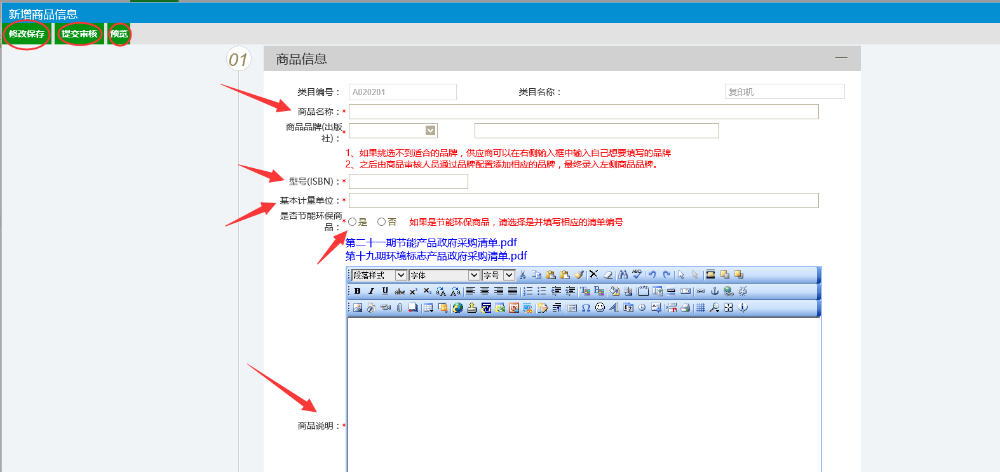 新增商品信息
修改保存 提交审核 预览
01 商品信息
类目编号： A020201 类目名称： 复印机
商品名称：*
商品品牌(出版
社)：*
1、如果挑选不到适合的品牌，供应商可以在右侧输入框中输入自己想要填写的品牌
2、之后由商品审核人员通过品牌配置添加相应的品牌，最终录入左侧商品品牌。
型号(ISBN)：*
基本计量单位：*
是否节能环保商
品：* 是 否 如果是节能环保商品，请选择是并填写相应的清单编号
第二十一期节能产品政府采购清单.pdf
第十九期环境标志产品政府采购清单.pdf
段落样式 字体 字号
商品说明：*